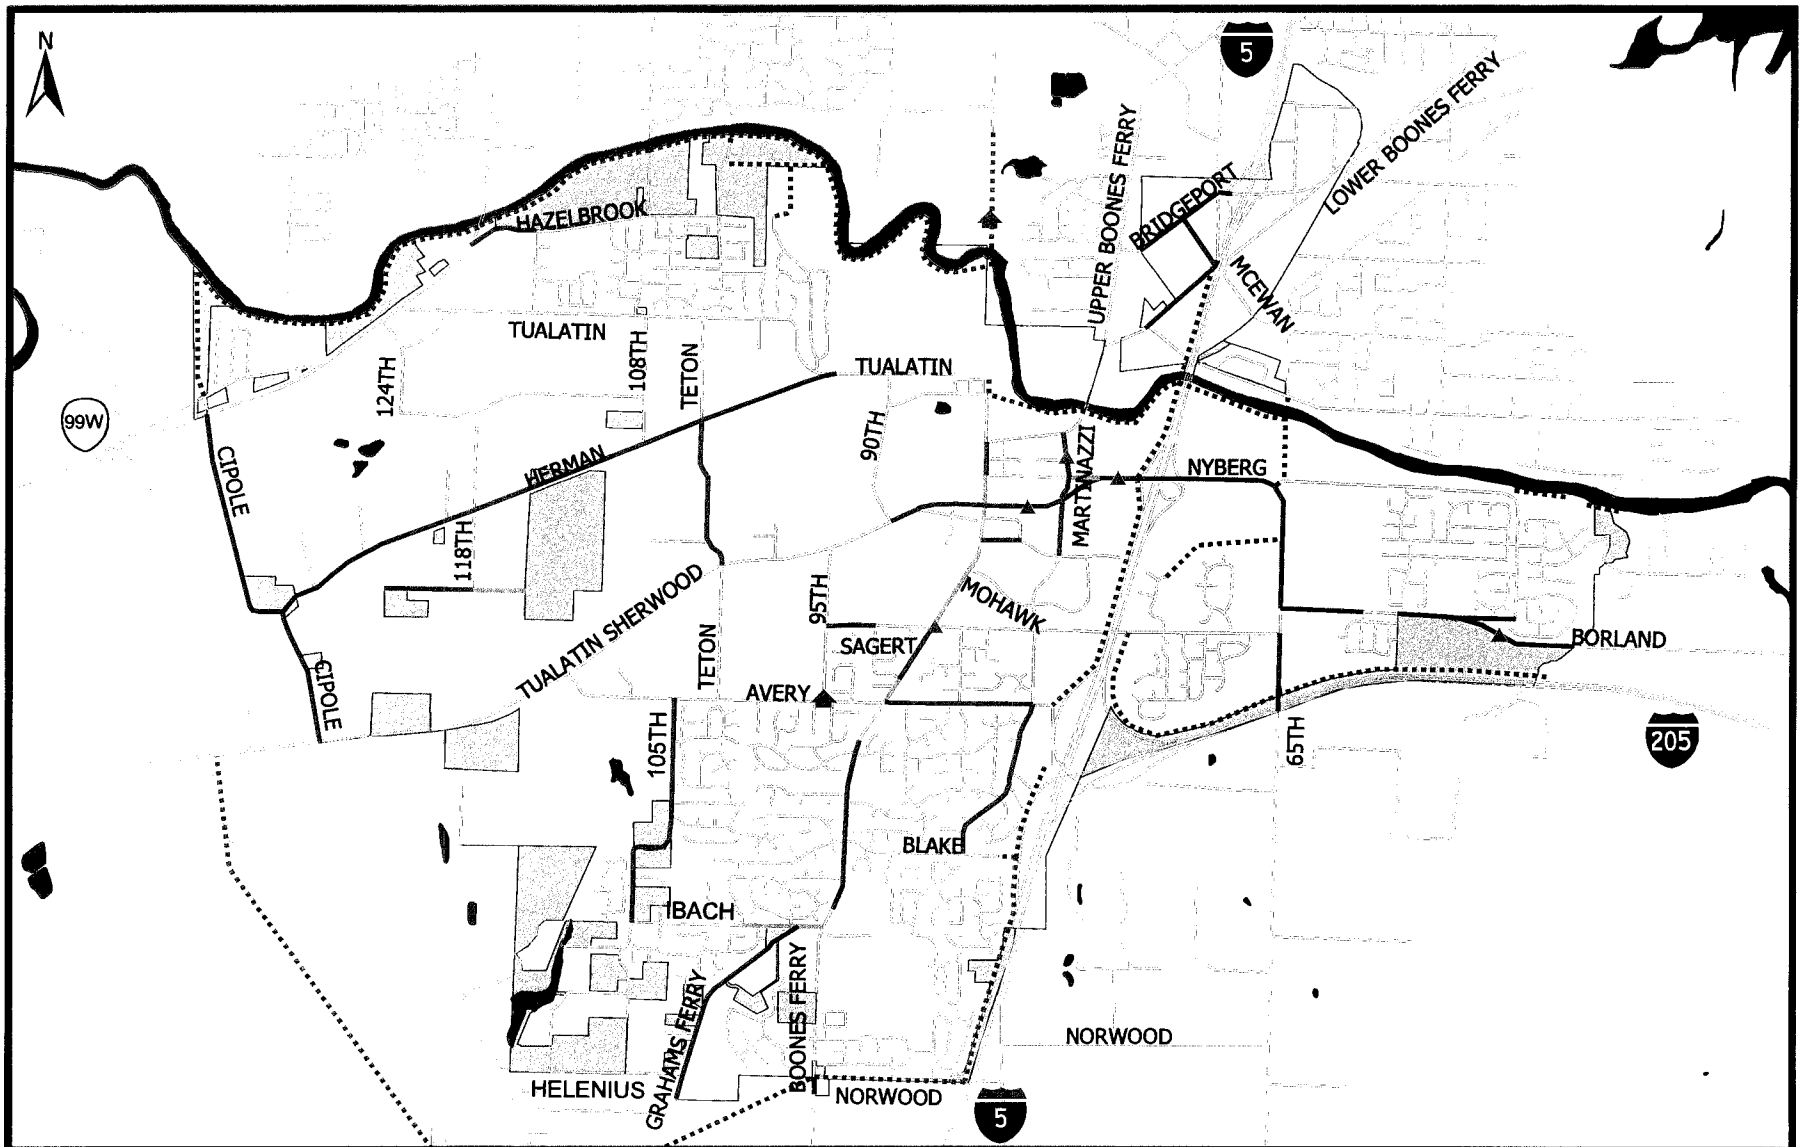 N
5
LOWER BOONES FERRY
UPPER BOONES FERRY
BRIDGEPORT
HAZELBROOK
MCEWAN
TUALATIN
108TH
TETON
124TH
TUALATIN
99W
90TH
CIPOLE
HERMAN
MARTINAZZI
NYBERG
118TH
TUALATIN SHERWOOD
95TH
MOHAWK
SAGERT
BORLAND
TETON
CIPOLE
AVERY
105TH
65TH
205
BLAKE
IBACH
GRAHAMS FERRY
BOONES FERRY
NORWOOD
HELENIUS
NORWOOD
5